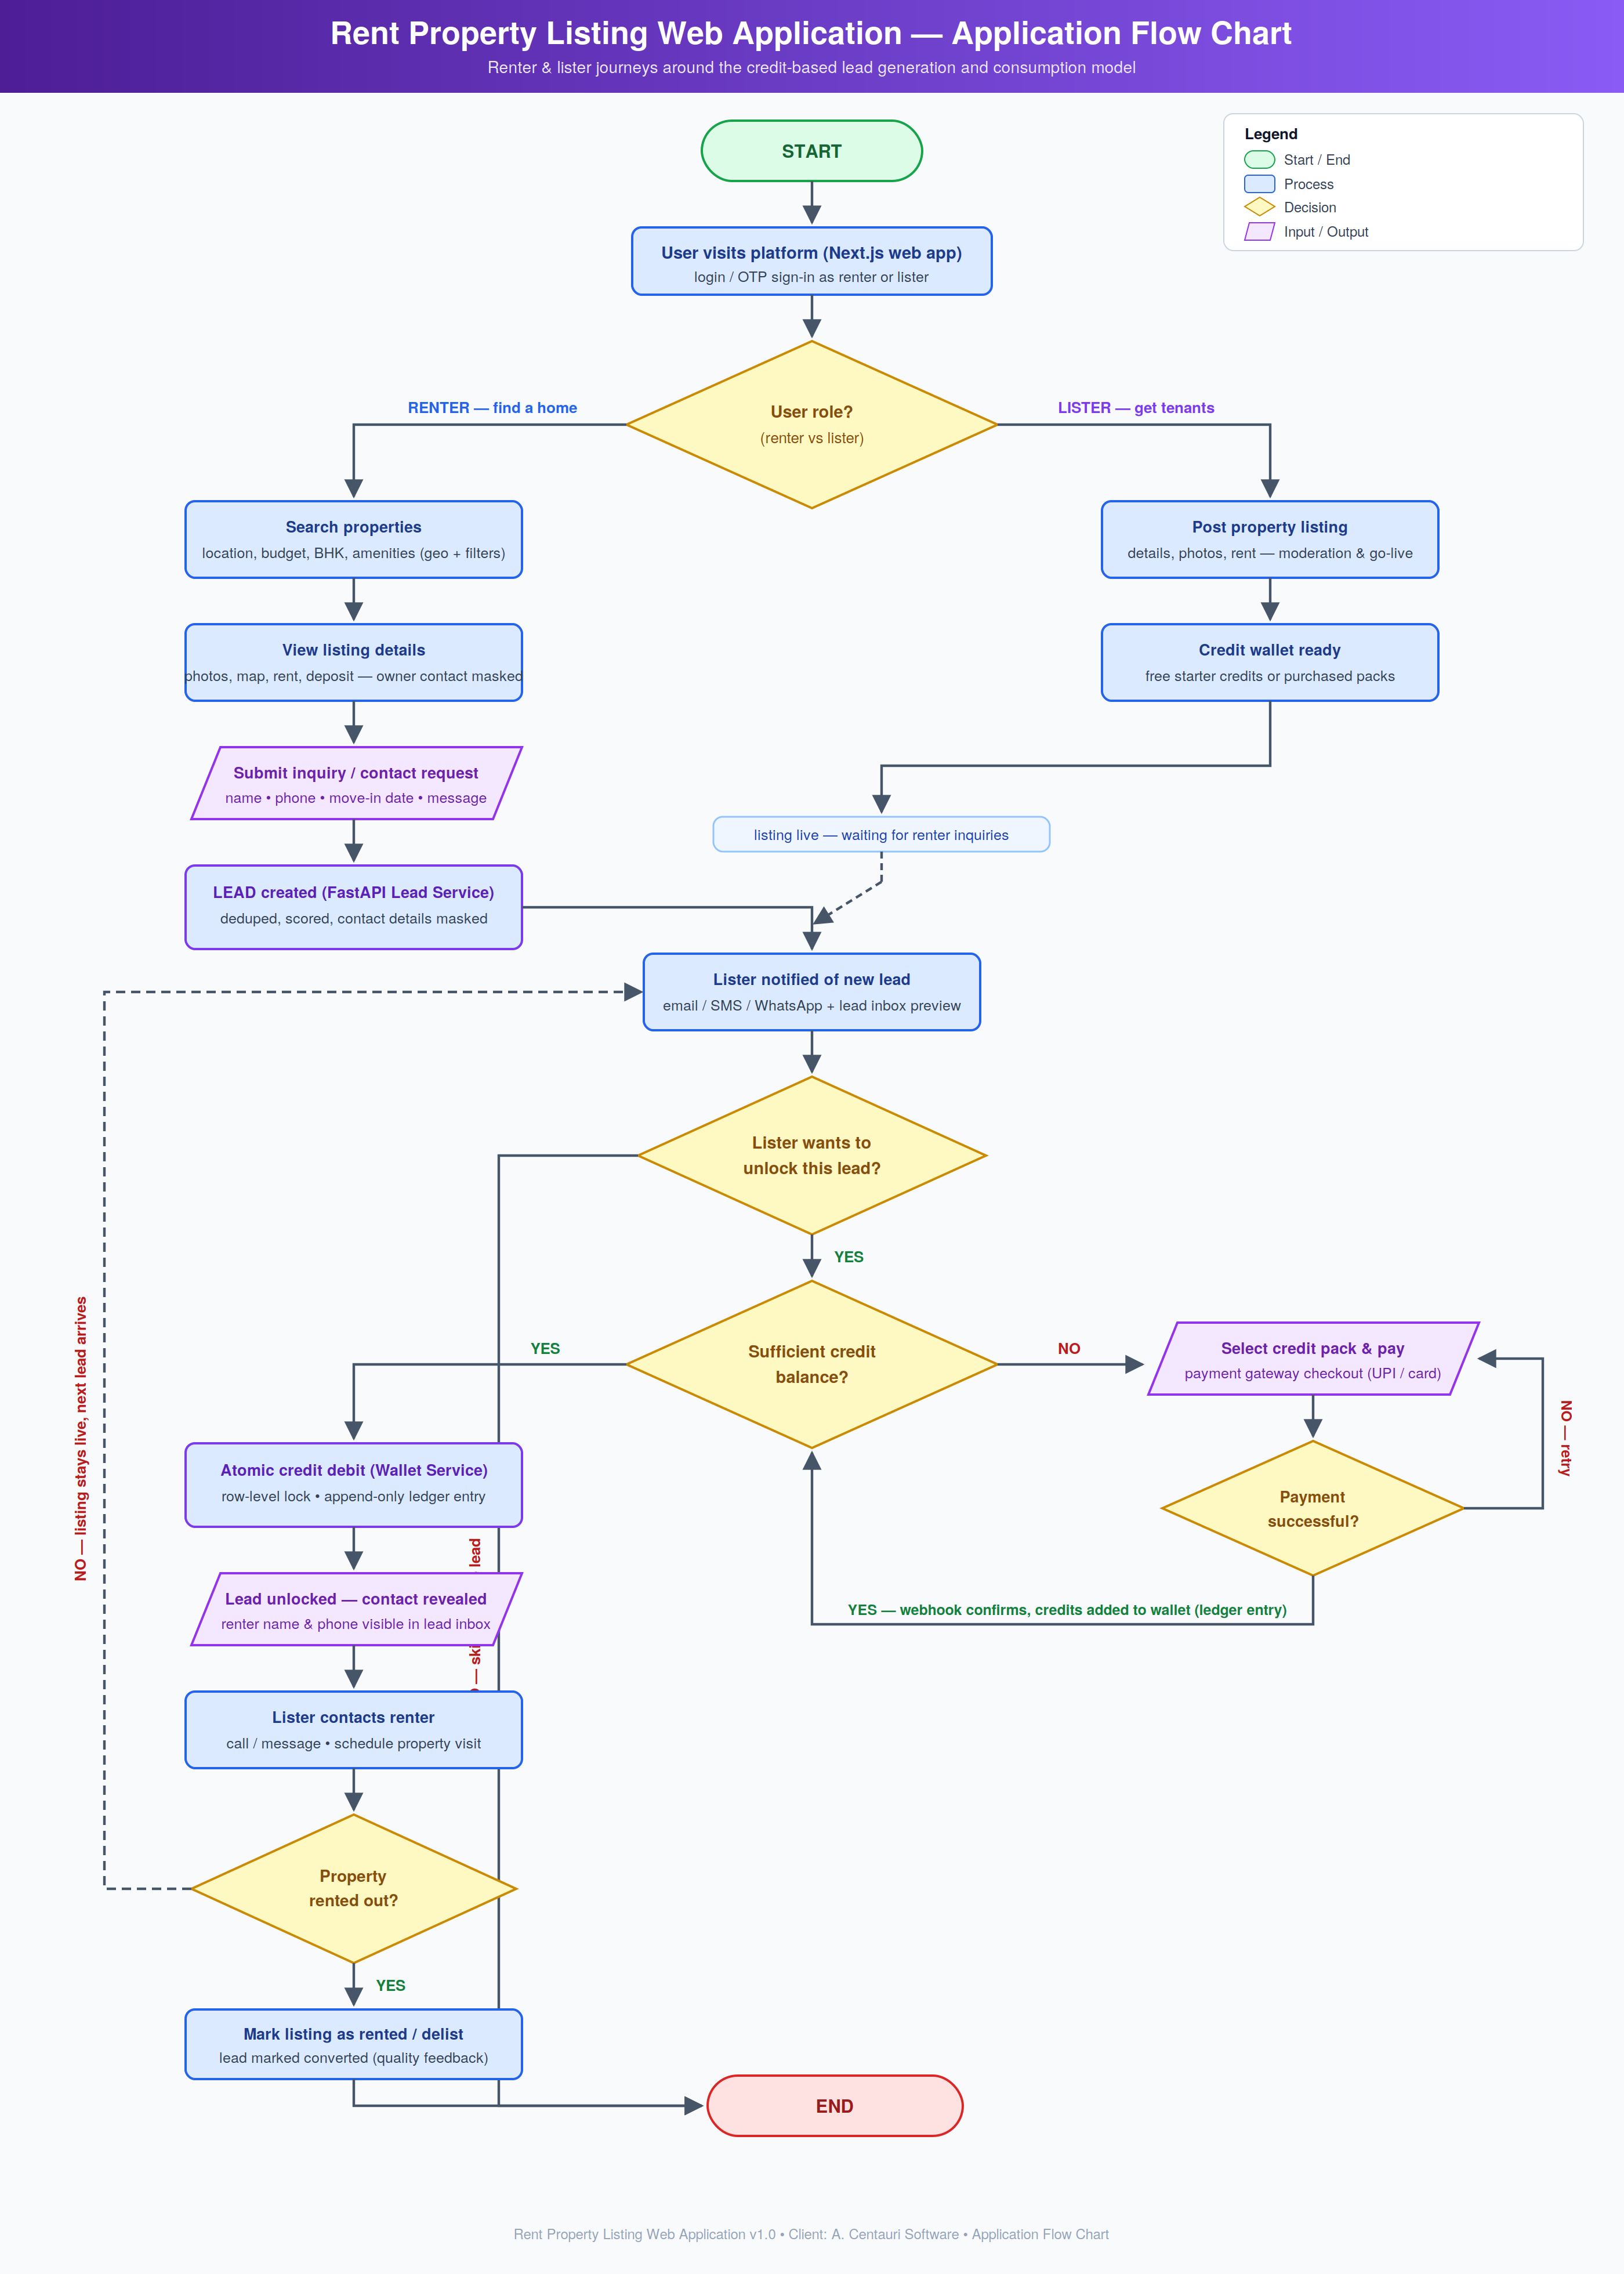 Rent Property Listing Web Application — Application Flow Chart
Renter & lister journeys around the credit-based lead generation and consumption model
Legend
Start / End
Process
Decision
Input / Output
START
User visits platform (Next.js web app)
login / OTP sign-in as renter or lister
User role?
(renter vs lister)
RENTER — find a home
LISTER — get tenants
Search properties
location, budget, BHK, amenities (geo + filters)
Post property listing
details, photos, rent — moderation & go-live
View listing details
photos, map, rent, deposit — owner contact masked
Credit wallet ready
free starter credits or purchased packs
Submit inquiry / contact request
name • phone • move-in date • message
listing live — waiting for renter inquiries
LEAD created (FastAPI Lead Service)
deduped, scored, contact details masked
Lister notified of new lead
email / SMS / WhatsApp + lead inbox preview
Lister wants to
unlock this lead?
YES
Sufficient credit
balance?
YES
NO
Select credit pack & pay
payment gateway checkout (UPI / card)
NO — retry
Payment
successful?
YES — webhook confirms, credits added to wallet (ledger entry)
NO — listing stays live, next lead arrives
Atomic credit debit (Wallet Service)
row-level lock • append-only ledger entry
lead
Lead unlocked — contact revealed
renter name & phone visible in lead inbox
Lister contacts renter
call / message • schedule property visit
Property
rented out?
YES
Mark listing as rented / delist
lead marked converted (quality feedback)
END
Rent Property Listing Web Application v1.0 • Client: A. Centauri Software • Application Flow Chart